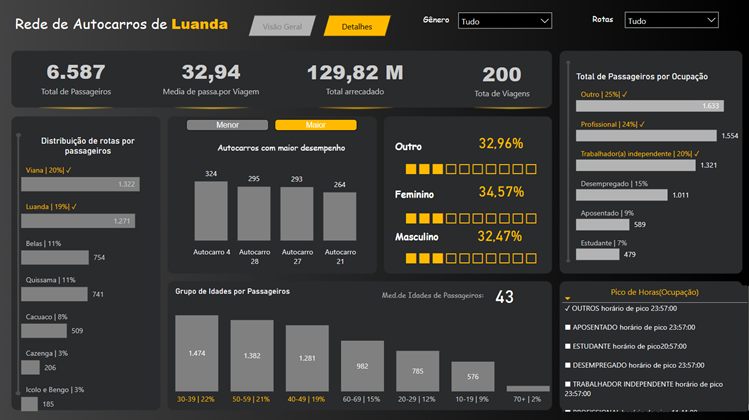 Rede de Autocarros de Luanda
Visão Geral
Detalhes
Gênero
Tudo
Rotas
Tudo
6.587
Total de Passageiros
32,94
Media de passa.por Viagem
129,82 M
Total arrecadado
200
Tota de Viagens
Total de Passageiros por Ocupação
Outro | 25%| ✓
1.633
Profissional | 24%| ✓
1.554
Trabalhador(a) independente | 20%| ✓
1.321
Desempregado | 15%
1.011
Aposentado | 9%
589
Estudante | 7%
479
Distribuição de rotas por
passageiros
Viana | 20%| ✓
1.322
Luanda | 19%| ✓
1.271
Belas | 11%
754
Quissama | 11%
741
Cacuaco | 8%
509
Cazenga | 3%
206
Icolo e Bengo | 3%
185
Menor
Maior
Autocarros com maior desempenho
324
295
293
264
Autocarro 4
Autocarro
28
Autocarro
27
Autocarro
21
Outro
32,96%
Feminino
34,57%
Masculino
32,47%
Grupo de Idades por Passageiros
Med.de Idades de Passageiros:
43
1.474
1.382
1.281
982
785
576
30-39 | 22%
50-59 | 21%
40-49 | 19%
60-69 | 15%
20-29 | 12%
10-19 | 9%
70+ | 2%
Pico de Horas(Ocupação)
✓ OUTROS horário de pico 23:57:00
APOSENTADO horário de pico 23:57:00
ESTUDANTE horário de pico20:57:00
DESEMPREGADO horário de pico 23:57:00
TRABALHADOR INDEPENDENTE horário de pico
23:57:00